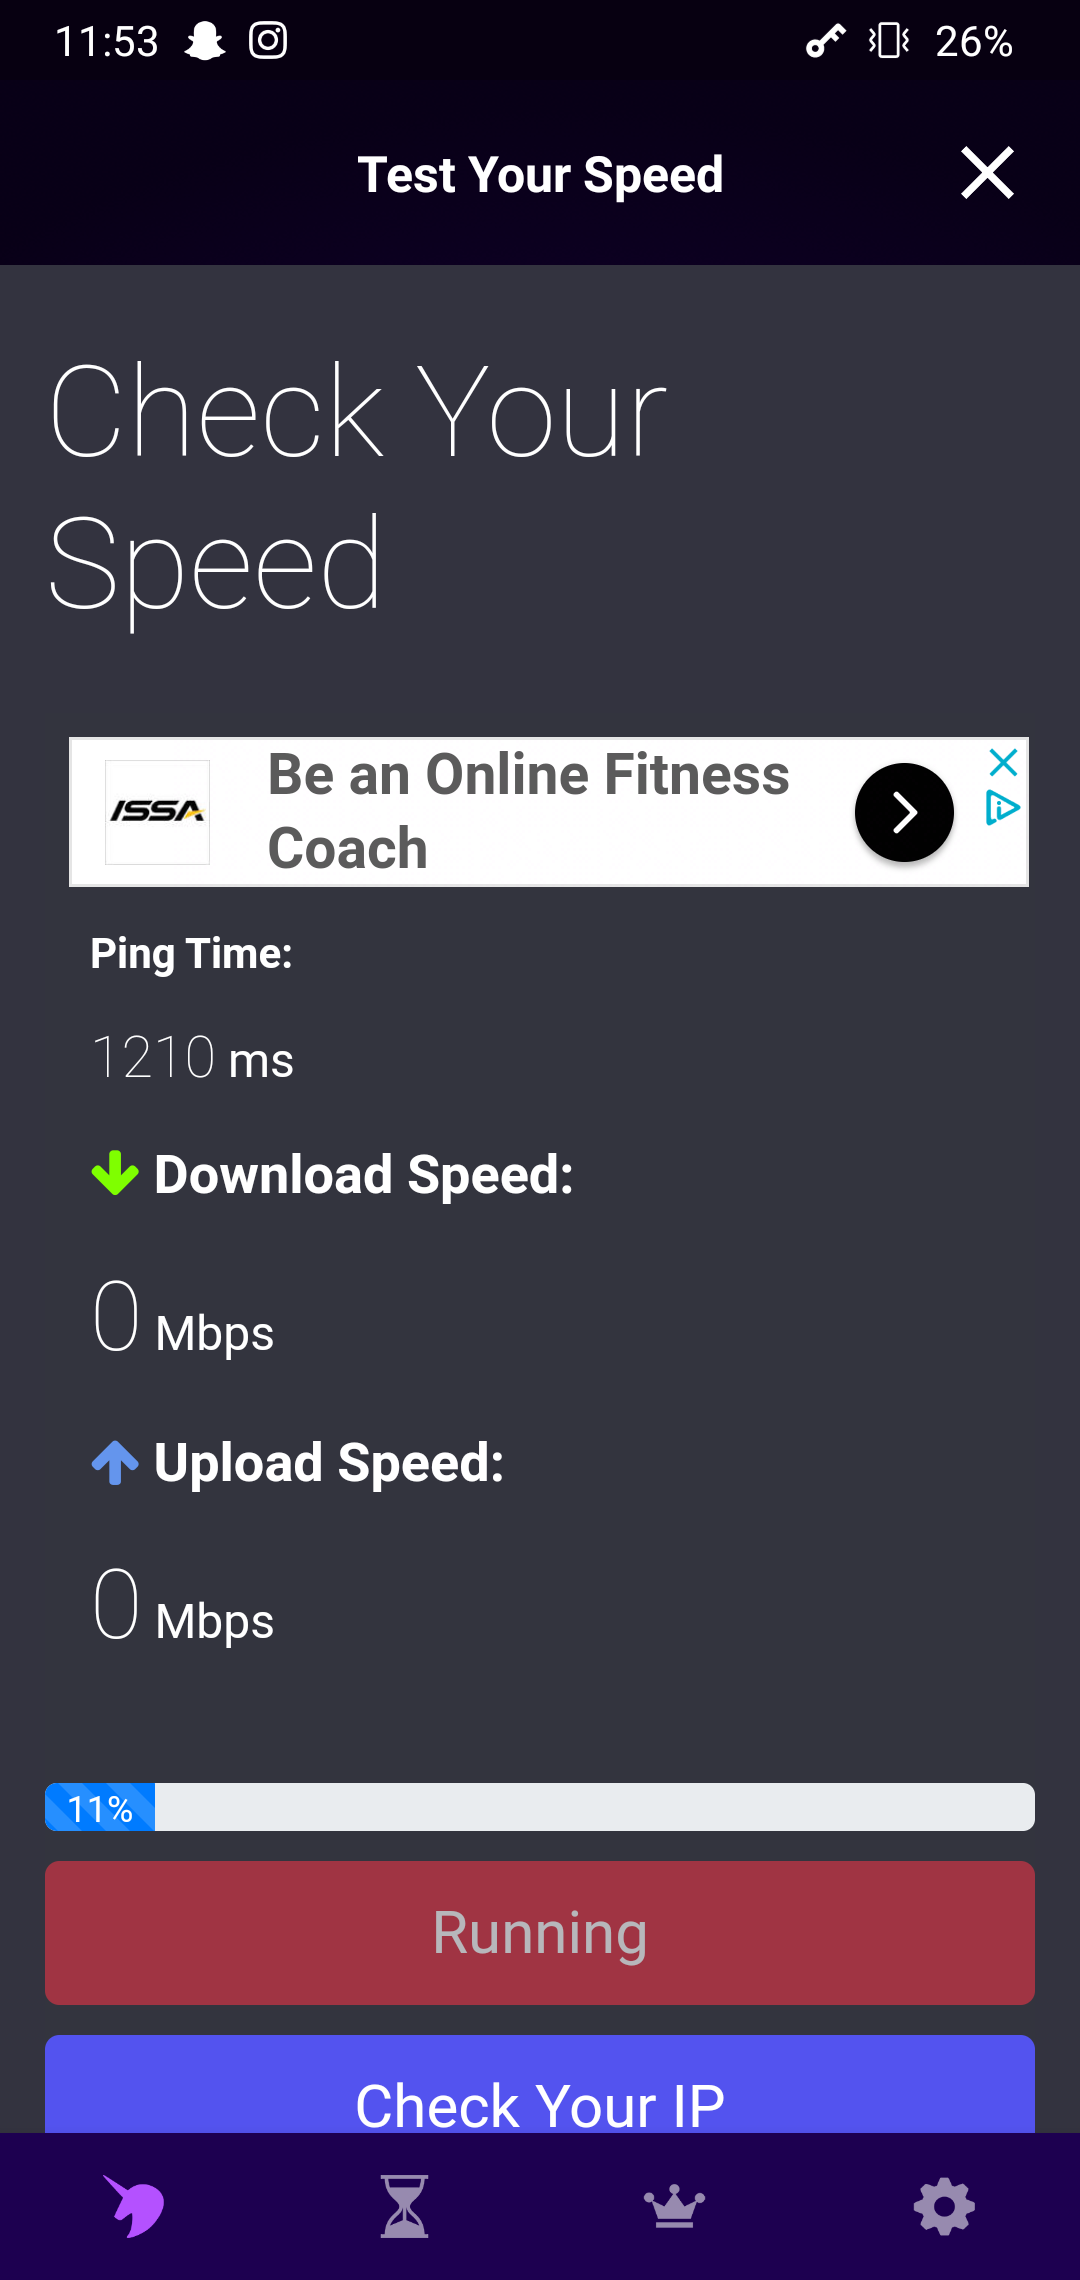 11:53 26%
Test Your Speed
Check Your
Speed
ISSA
Be an Online Fitness
Coach
Ping Time:
1210 ms
Download Speed:
0 Mbps
Upload Speed:
0 Mbps
11%
Running
Check Your IP